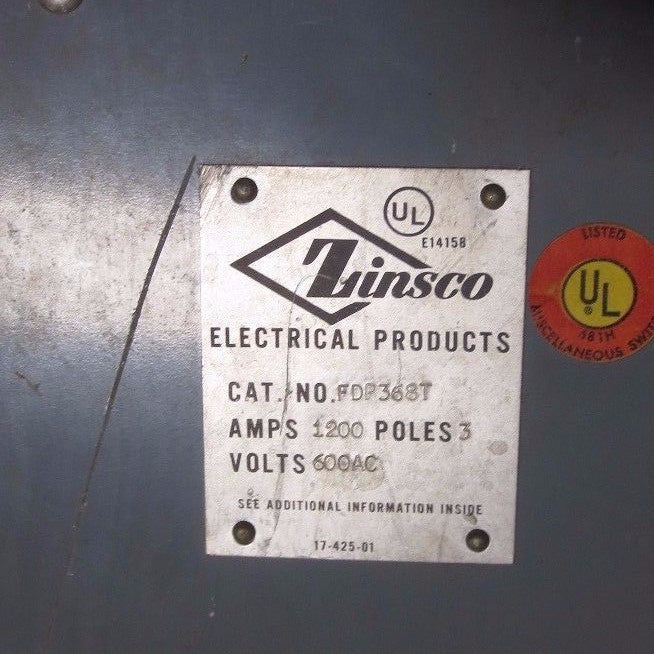 UL
E14158
Zinsco
ELECTRICAL PRODUCTS
CAT. NO. FDP368T
AMPS 1200 POLES 3
VOLTS 600AC
SEE ADDITIONAL INFORMATION INSIDE
17-425-01
LISTED
UL
®
481H
MISCELLANEOUS